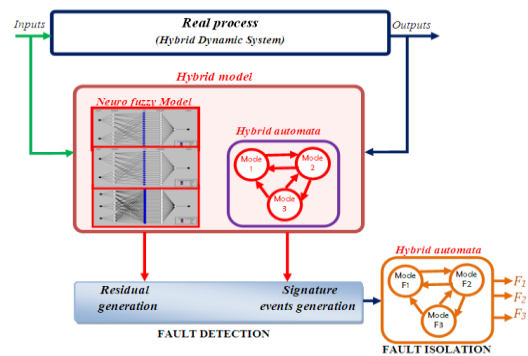 Inputs
Real process
(Hybrid Dynamic System)
Outputs
Hybrid model
Neuro fuzzy Model
Hybrid automata
Mode
1
Mode
2
Mode
3
Residual
generation
Signature
events generation
FAULT DETECTION
Hybrid automata
Mode
F1
Mode
F2
Mode
F3
F1
F2
F3
FAULT ISOLATION